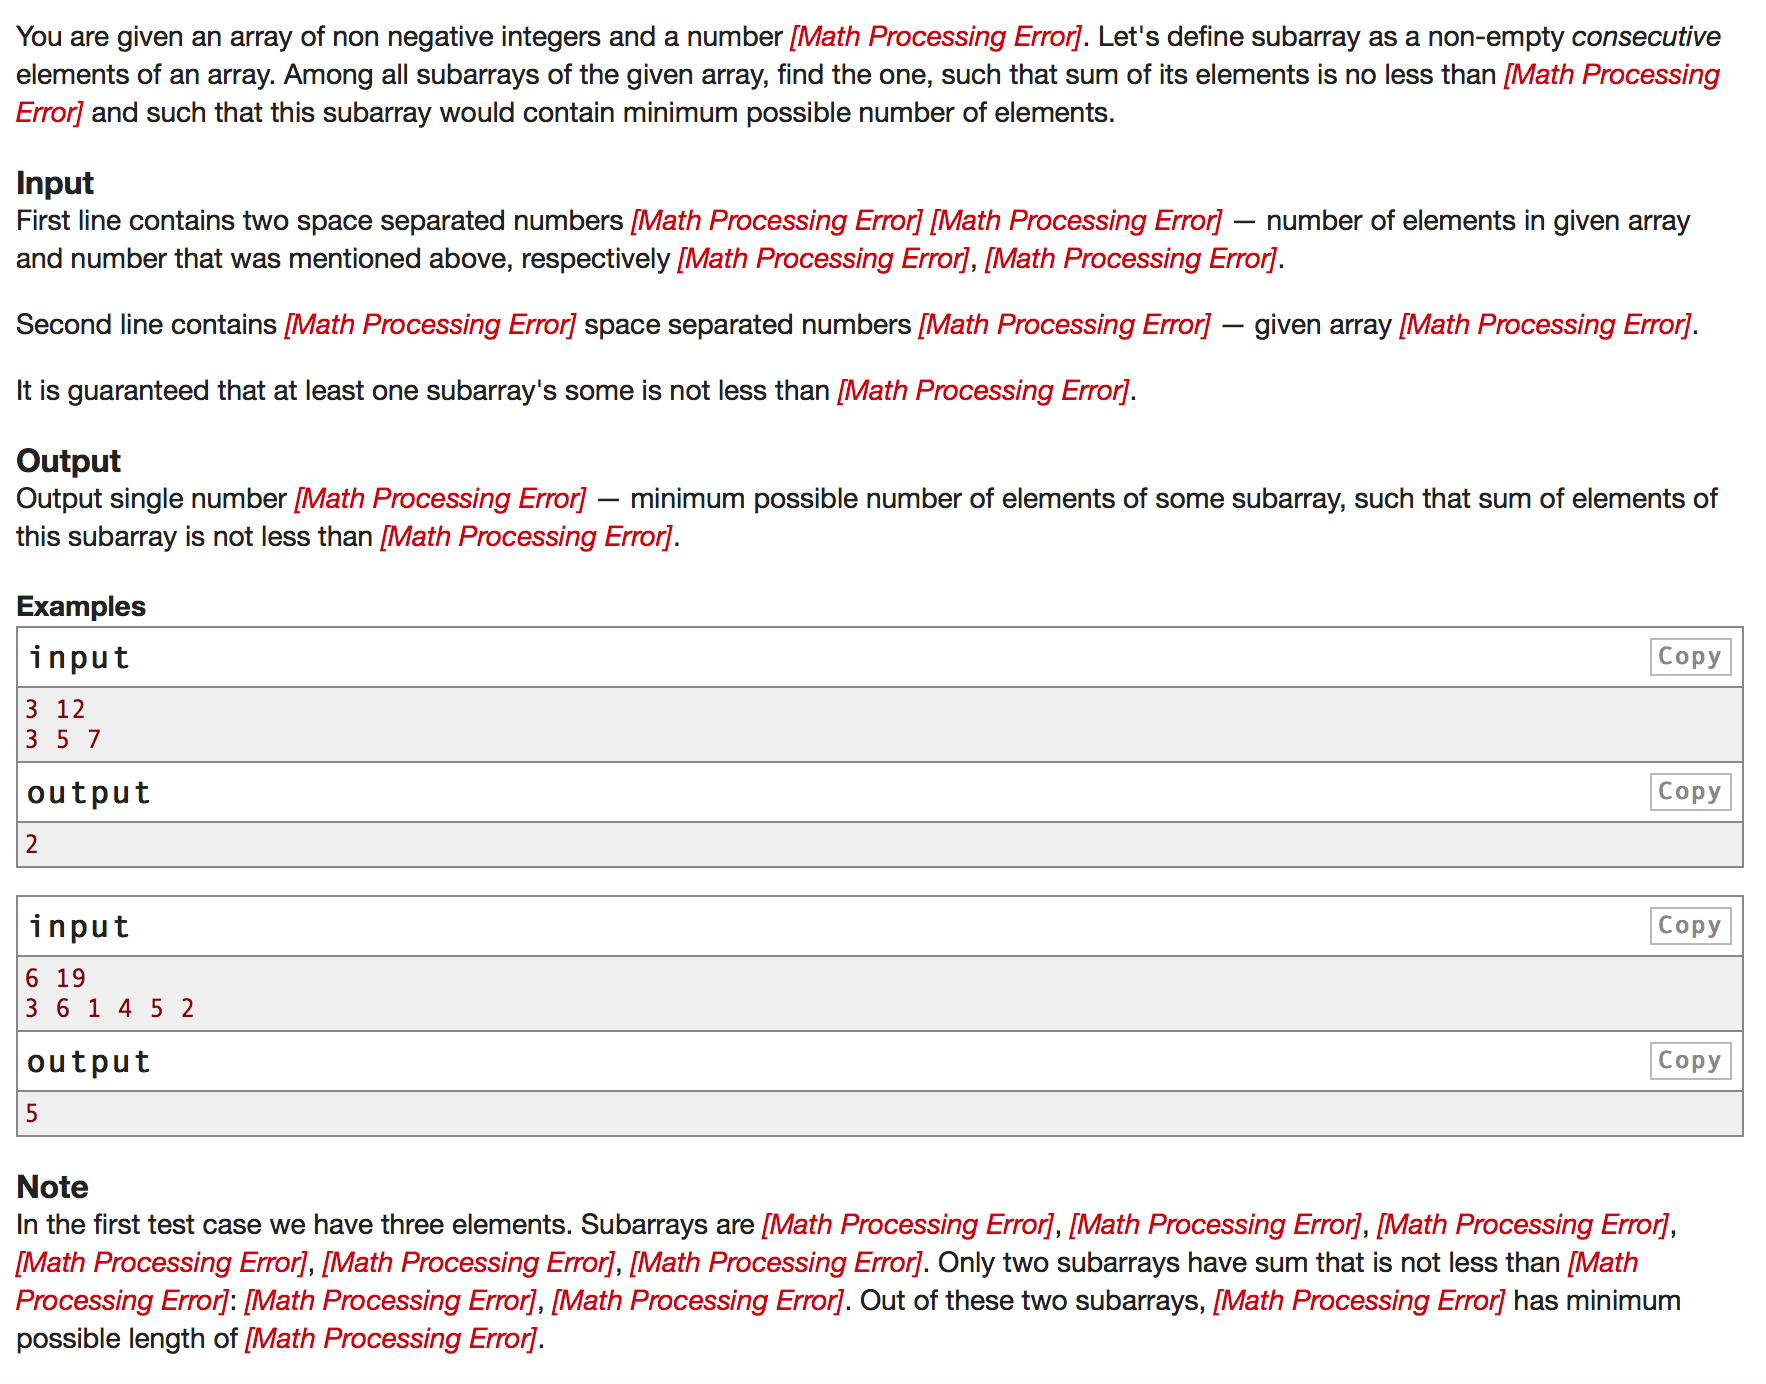 You are given an array of non negative integers and a number [Math Processing Error]. Let's define subarray as a non-empty consecutive
elements of an array. Among all subarrays of the given array, find the one, such that sum of its elements is no less than [Math Processing
Error] and such that this subarray would contain minimum possible number of elements.
Input
First line contains two space separated numbers [Math Processing Error] [Math Processing Error] — number of elements in given array
and number that was mentioned above, respectively [Math Processing Error], [Math Processing Error].
Second line contains [Math Processing Error] space separated numbers [Math Processing Error] — given array [Math Processing Error].
It is guaranteed that at least one subarray's some is not less than [Math Processing Error].
Output
Output single number [Math Processing Error] — minimum possible number of elements of some subarray, such that sum of elements of
this subarray is not less than [Math Processing Error].
Examples
input Copy
3 12
3 5 7
output Copy
2
input Copy
6 19
3 6 1 4 5 2
output Copy
5
Note
In the first test case we have three elements. Subarrays are [Math Processing Error], [Math Processing Error], [Math Processing Error],
[Math Processing Error], [Math Processing Error], [Math Processing Error]. Only two subarrays have sum that is not less than [Math
Processing Error]: [Math Processing Error], [Math Processing Error]. Out of these two subarrays, [Math Processing Error] has minimum
possible length of [Math Processing Error].